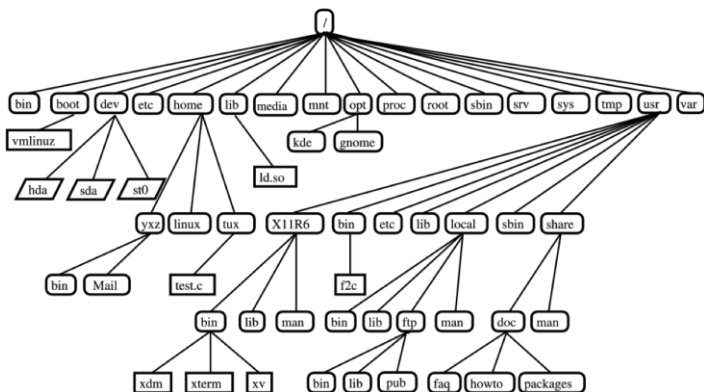 /
bin boot dev etc home lib media mnt opt proc root sbin srv sys tmp usr var
vmlinuz kde gnome
hda sda st0 ld.so
yxz linux tux X11R6 bin etc lib local sbin share
bin Mail test.c f2c
bin lib man bin lib ftp man doc man
xdm xterm xv bin lib pub faq howto packages